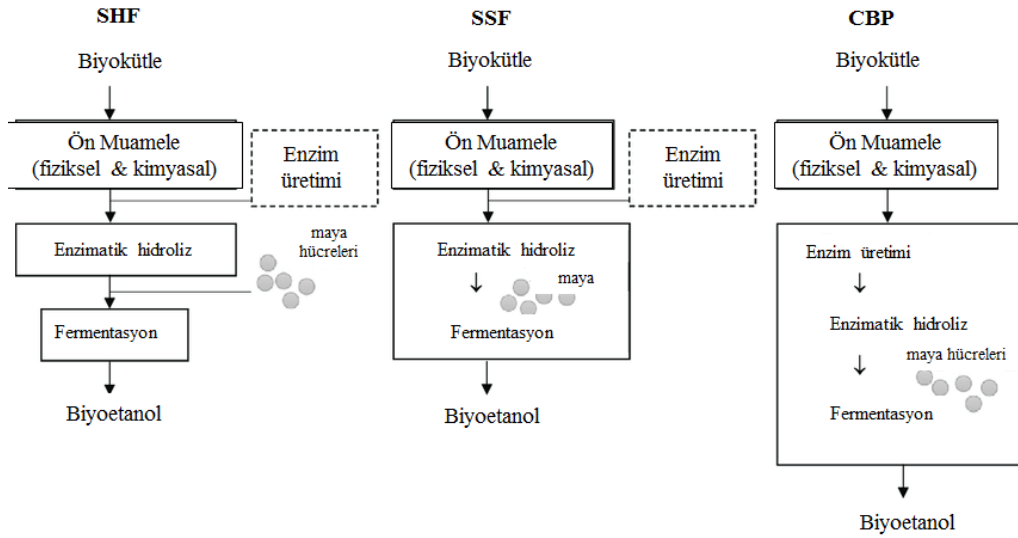 SHF
Biyokütle
Ön Muamele
(fiziksel & kimyasal)
Enzim
üretimi
Enzimatik hidroliz
maya
hücreleri
Fermentasyon
Biyoetanol
SSF
Biyokütle
Ön Muamele
(fiziksel & kimyasal)
Enzim
üretimi
Enzimatik hidroliz
maya
Fermentasyon
Biyoetanol
CBP
Biyokütle
Ön Muamele
(fiziksel & kimyasal)
Enzim üretimi
Enzimatik hidroliz
maya hücreleri
Fermentasyon
Biyoetanol